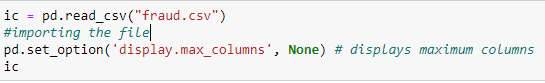 ic = pd.read_csv("fraud.csv")
#importing the file
pd.set_option('display.max_columns', None) # displays maximum columns
ic